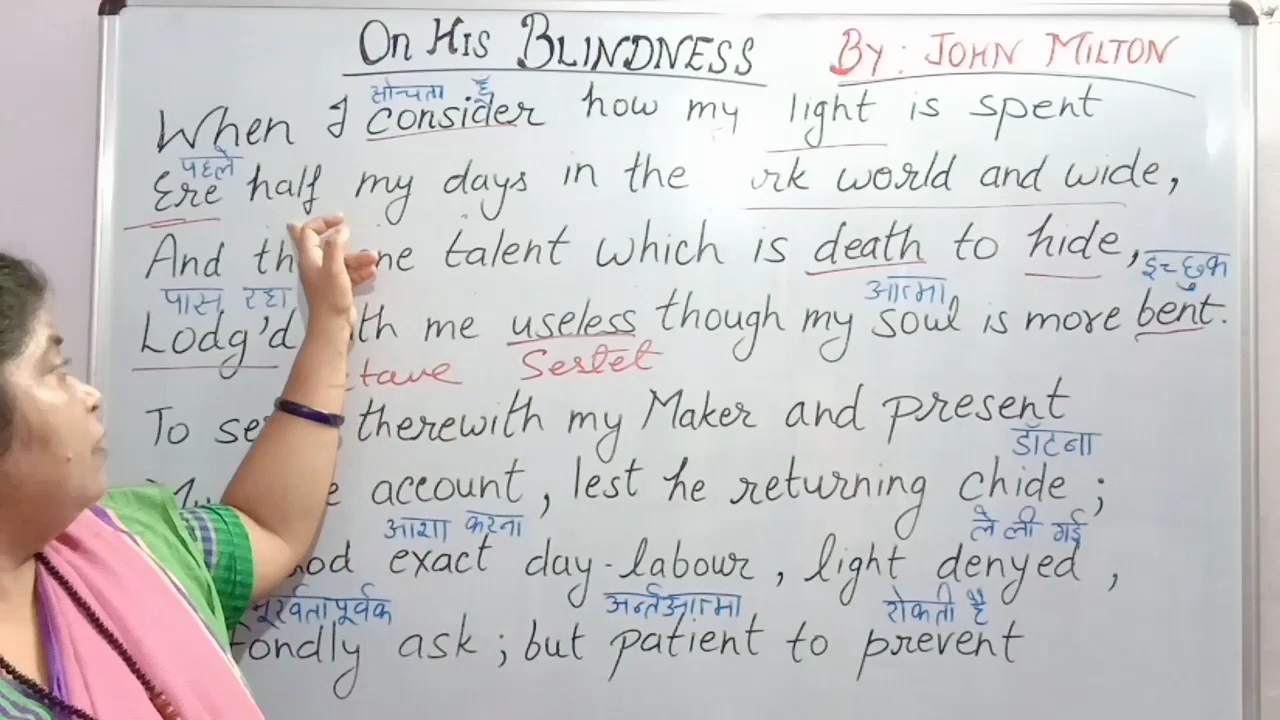 On His BLINDNESS By: JOHN MILTON
सोचता है
When I consider how my light is spent
पहले
Ere half my days in the rk world and wide,
And th ne talent which is death to hide,
इच्छुक
पास रहा आत्मा
Lodg'd th me useless though my soul is more bent.
tave Sestet
To se therewith my Maker and present
डाँटना
e account, lest he returning chide;
आशा करना ले ली गई
od exact day-labour, light denyed,
मूर्खतापूर्वक अर्न्तआत्मा रोकती है
fondly ask; but patient to prevent